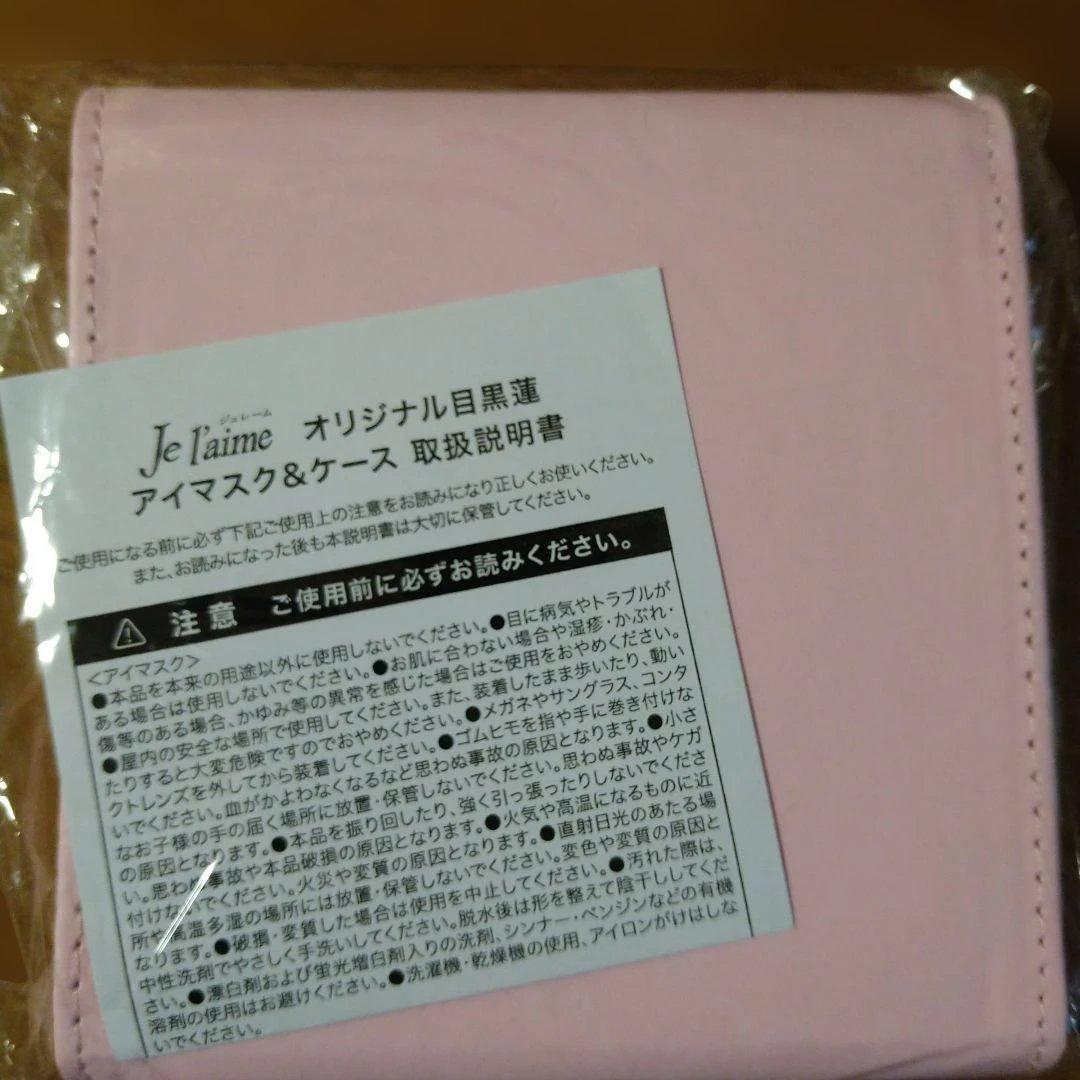 ジュレーム
Je l'aime オリジナル目黒蓮
アイマスク&ケース 取扱説明書
ご使用になる前に必ず下記ご使用上の注意をお読みになり正しくお使いください。
また、お読みになった後も本説明書は大切に保管してください。
注意 ご使用前に必ずお読みください。
<アイマスク>
●本品を本来の用途以外に使用しないでください。●目に病気やトラブルが
ある場合は使用しないでください。●お肌に合わない場合や湿疹・かぶれ・
傷等のある場合、かゆみ等の異常を感じた場合はご使用をおやめください。
●屋内の安全な場所で使用してください。また、装着したまま歩いたり、動い
たりすると大変危険ですのでおやめください。●メガネやサングラス、コンタ
クトレンズを外してから装着してください。●ゴムヒモを指や手に巻き付けな
いでください。血がかよわなくなるなど思わぬ事故の原因となります。●小さ
なお子様の手の届く場所に放置・保管しないでください。思わぬ事故やケガ
の原因となります。●本品を振り回したり、強く引っ張ったりしないでくださ
い。思わぬ事故や本品破損の原因となります。●火気や高温になるものに近
付けないでください。火災や変質の原因となります。●直射日光のあたる場
所や高温多湿の場所には放置・保管しないでください。変色や変質の原因と
なります。●破損・変質した場合は使用を中止してください。●汚れた際は、
中性洗剤でやさしく手洗いしてください。脱水後は形を整えて陰干ししてくだ
さい。●漂白剤および蛍光増白剤入りの洗剤、シンナー・ベンジンなどの有機
溶剤の使用はお避けください。●洗濯機・乾燥機の使用、アイロンがけはしな
いでください。